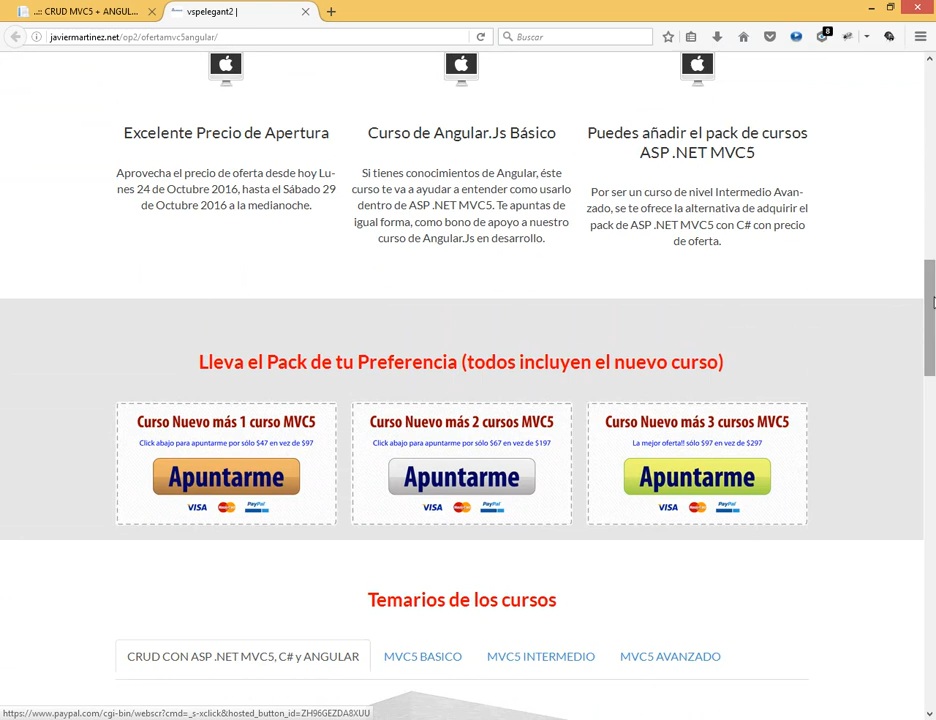 ..:: CRUD MVC5 + ANGUL...
vspelegant2 |
javiermartinez.net/op2/ofertamvc5angular/
Buscar
8
Excelente Precio de Apertura
Aprovecha el precio de oferta desde hoy Lu-
nes 24 de Octubre 2016, hasta el Sábado 29
de Octubre 2016 a la medianoche.
Curso de Angular.Js Básico
Si tienes conocimientos de Angular, éste
curso te va a ayudar a entender como usarlo
dentro de ASP .NET MVC5. Te apuntas de
igual forma, como bono de apoyo a nuestro
curso de Angular.Js en desarrollo.
Puedes añadir el pack de cursos
ASP .NET MVC5
Por ser un curso de nivel Intermedio Avan-
zado, se te ofrece la alternativa de adquirir el
pack de ASP .NET MVC5 con C# con precio
de oferta.
Lleva el Pack de tu Preferencia (todos incluyen el nuevo curso)
Curso Nuevo más 1 curso MVC5
Click abajo para apuntarme por sólo $47 en vez de $97
Apuntarme
VISA MasterCard PayPal
Curso Nuevo más 2 cursos MVC5
Click abajo para apuntarme por sólo $67 en vez de $197
Apuntarme
VISA MasterCard PayPal
Curso Nuevo más 3 cursos MVC5
La mejor oferta!! sólo $97 en vez de $297
Apuntarme
VISA MasterCard PayPal
Temarios de los cursos
CRUD CON ASP .NET MVC5, C# y ANGULAR
MVC5 BASICO
MVC5 INTERMEDIO
MVC5 AVANZADO
https://www.paypal.com/cgi-bin/webscr?cmd=_s-xclick&hosted_button_id=ZH96GEZDA8XUU